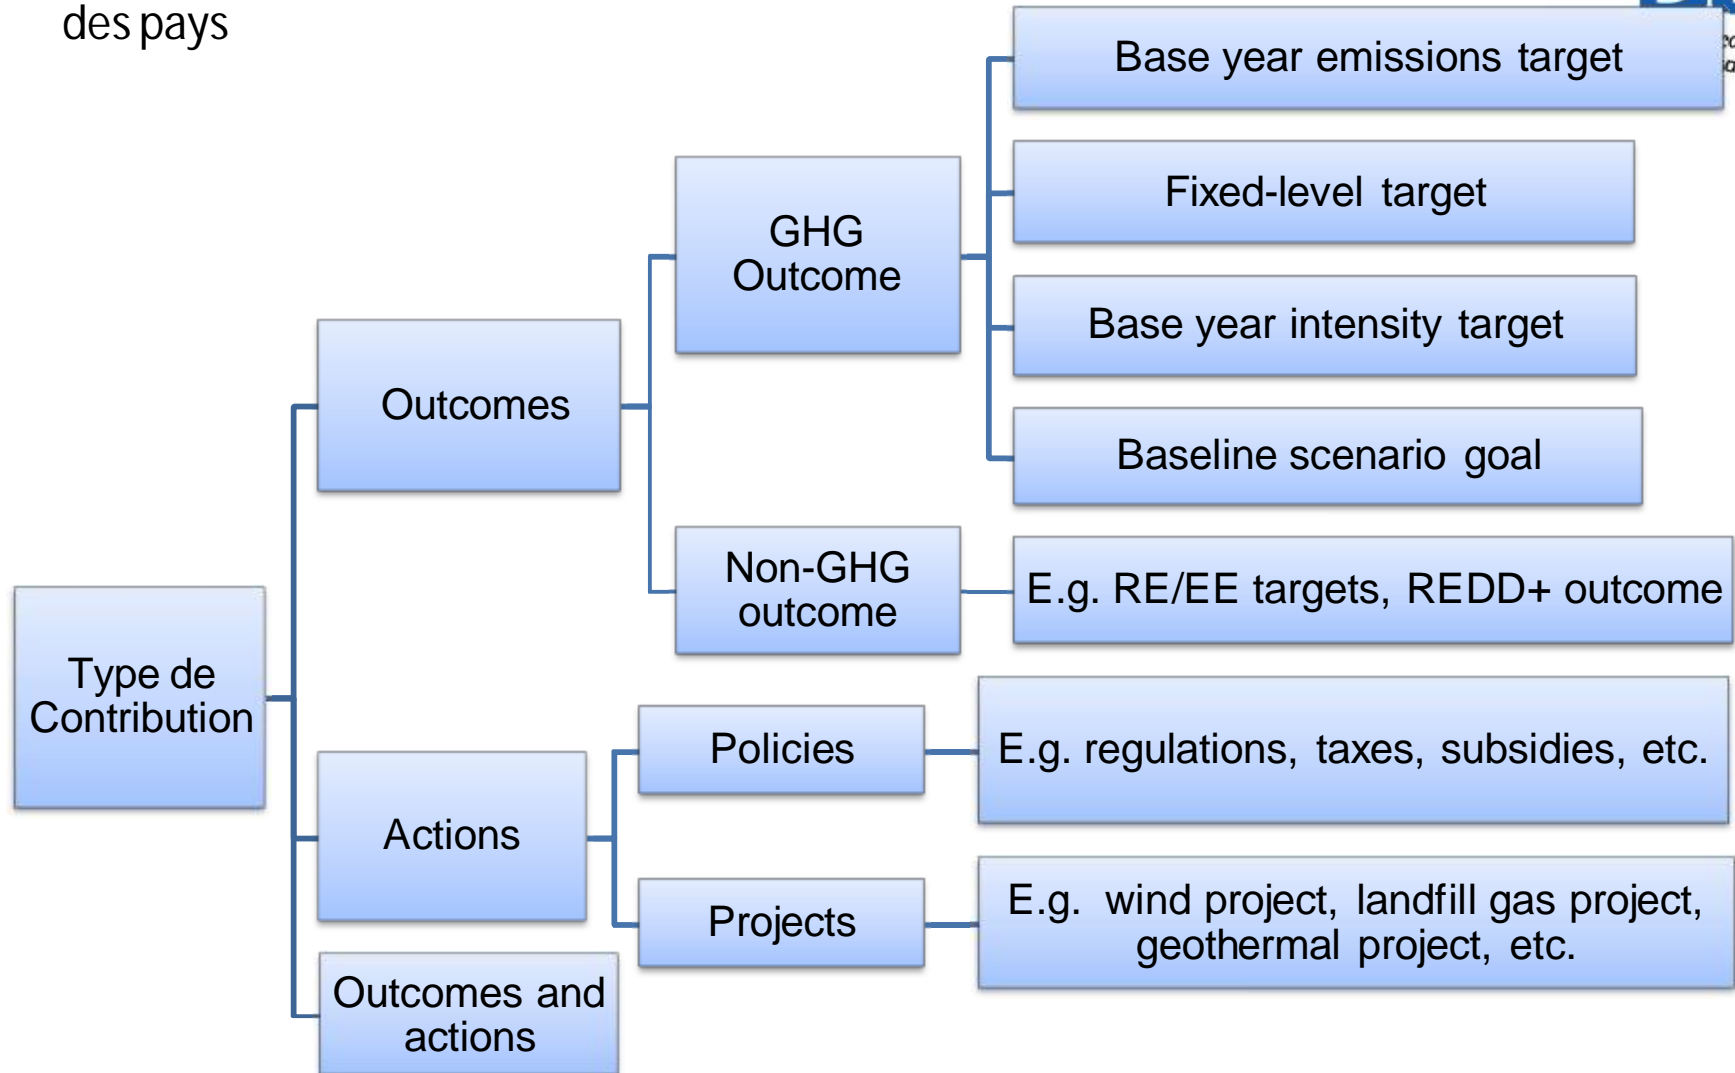 des pays
Base year emissions target
Fixed-level target
GHG
Outcome
Base year intensity target
Outcomes
Baseline scenario goal
Non-GHG
outcome
E.g. RE/EE targets, REDD+ outcome
Type de
Contribution
Policies
E.g. regulations, taxes, subsidies, etc.
Actions
Projects
E.g. wind project, landfill gas project,
geothermal project, etc.
Outcomes and
actions